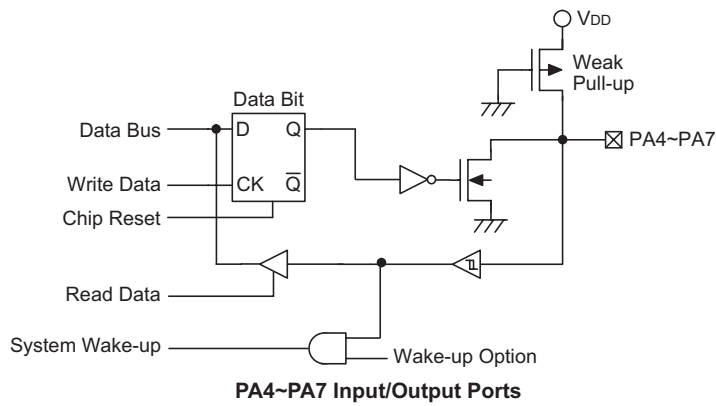 VDD
Weak
Pull-up
Data Bit
Data Bus
D
Q
PA4~PA7
Write Data
CK
Q̅
Chip Reset
Read Data
System Wake-up
Wake-up Option
PA4~PA7 Input/Output Ports